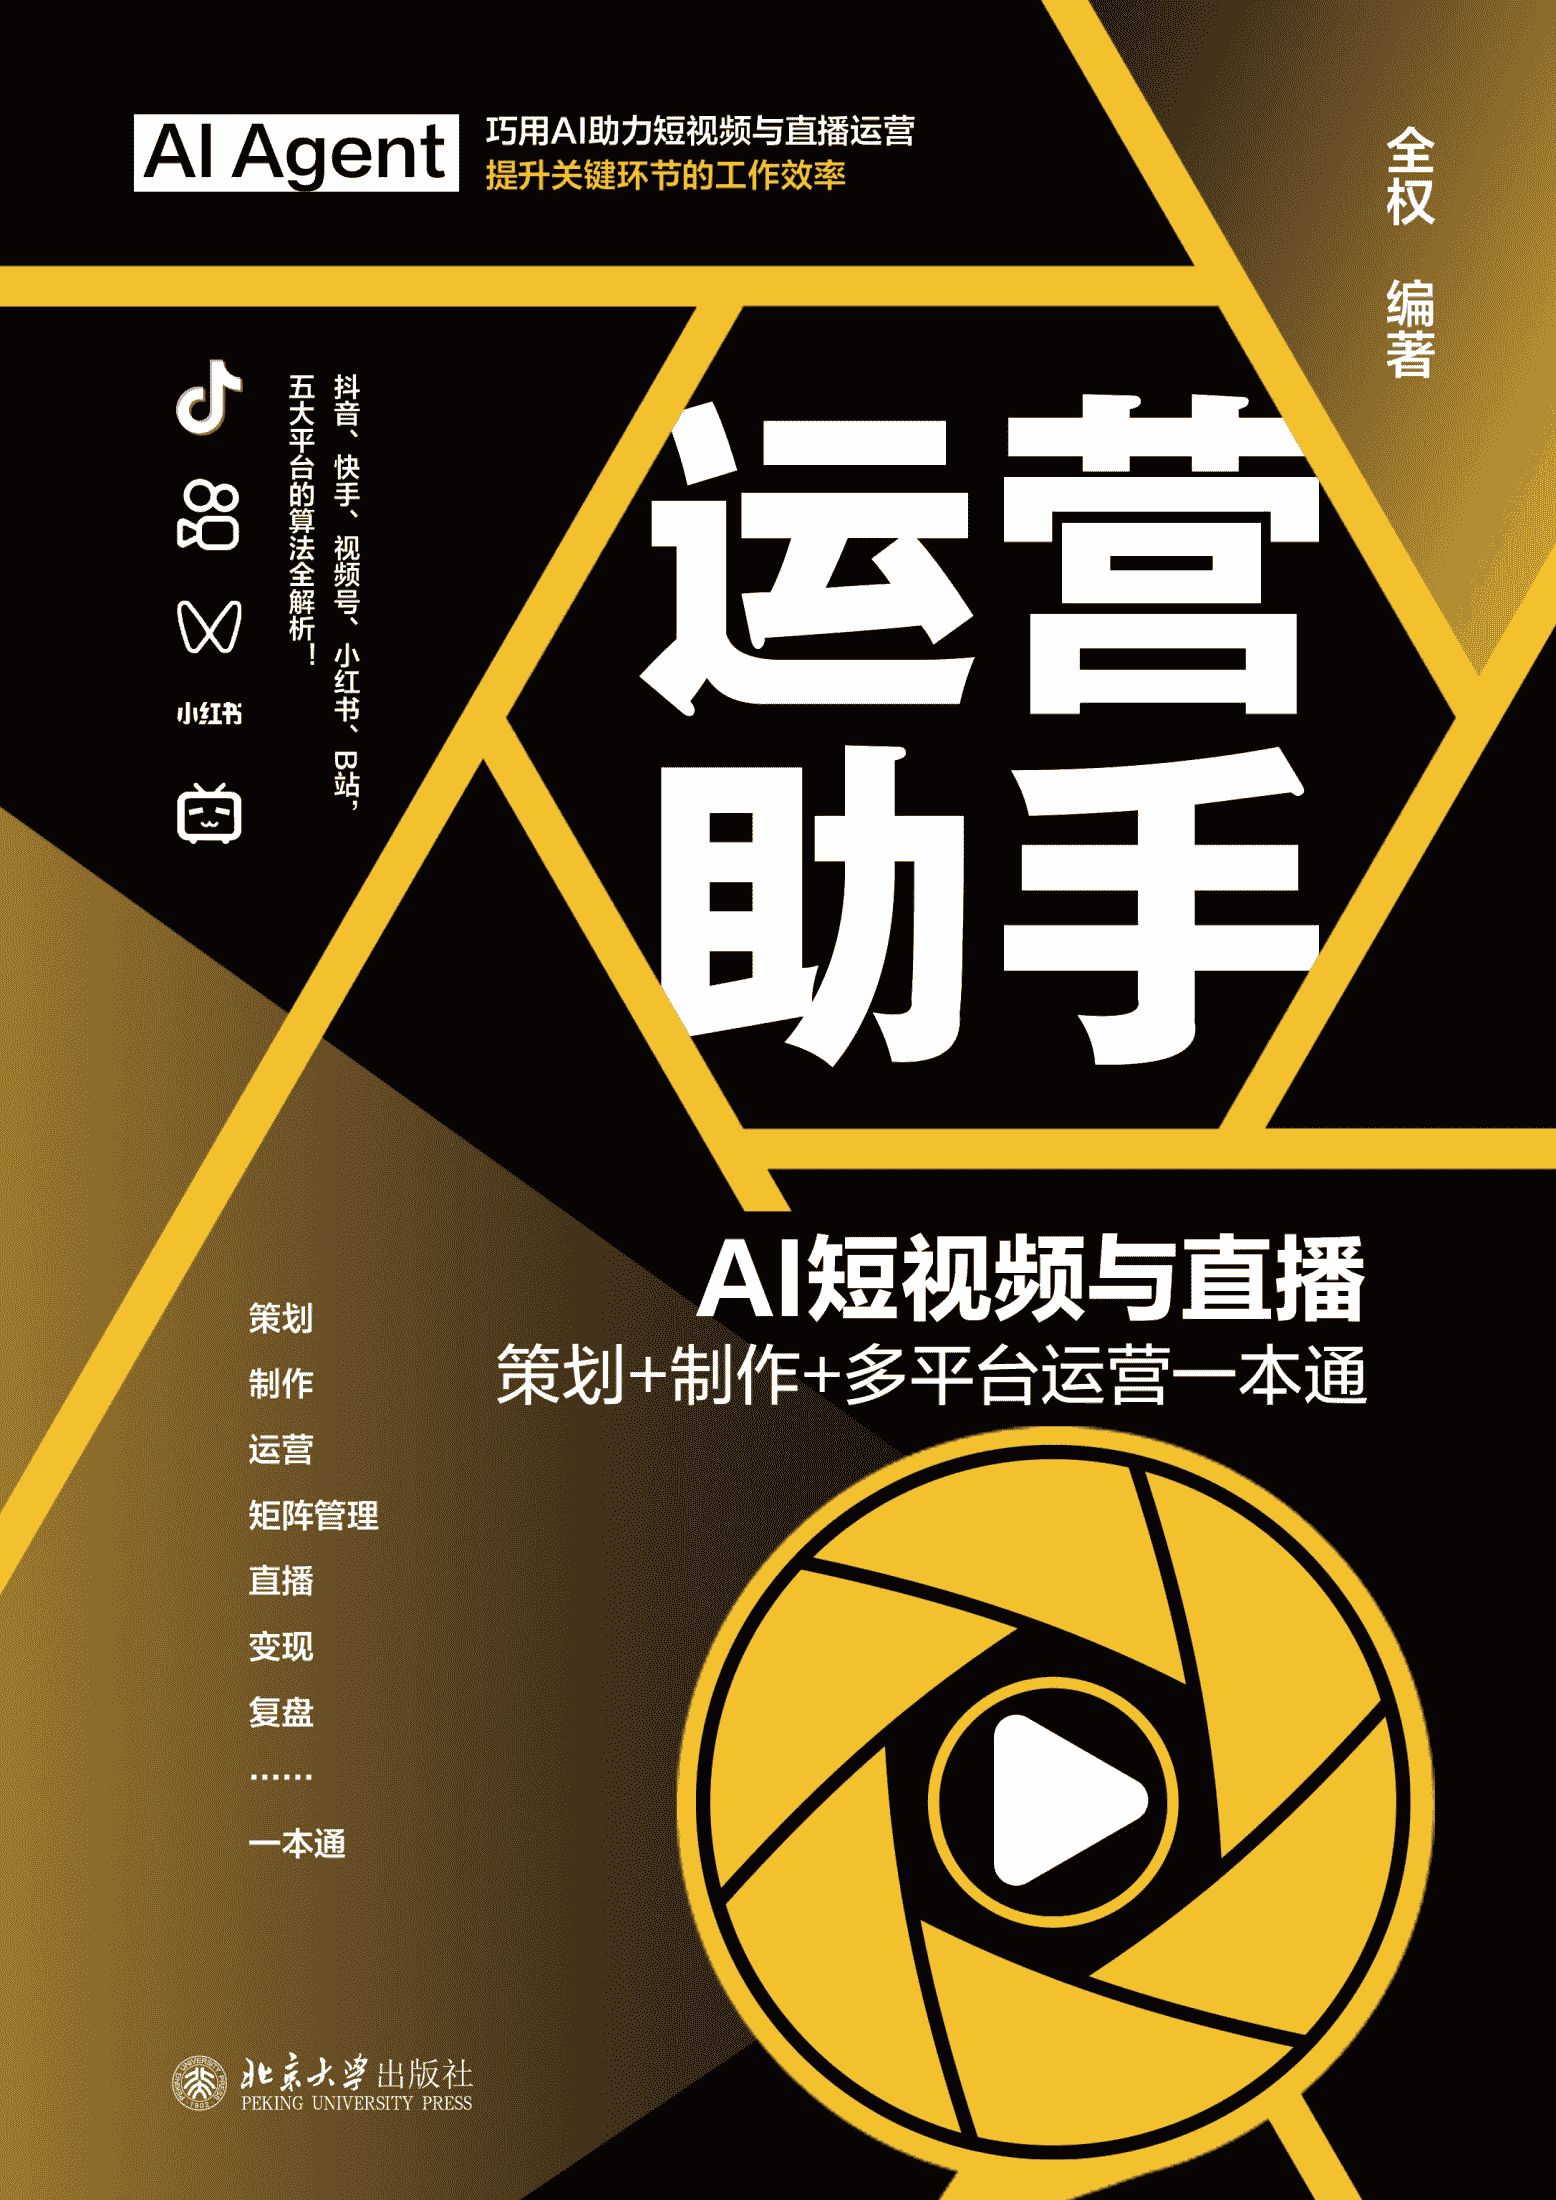 AI Agent
巧用AI助力短视频与直播运营
提升关键环节的工作效率
全权 编著
抖音、快手、视频号、小红书、B站，
五大平台的算法全解析！
小红书
运营
助手
AI短视频与直播
策划+制作+多平台运营一本通
策划
制作
运营
矩阵管理
直播
变现
复盘
……
一本通
PEKING UNIVERSITY PRESS
1902
北京大学出版社
PEKING UNIVERSITY PRESS